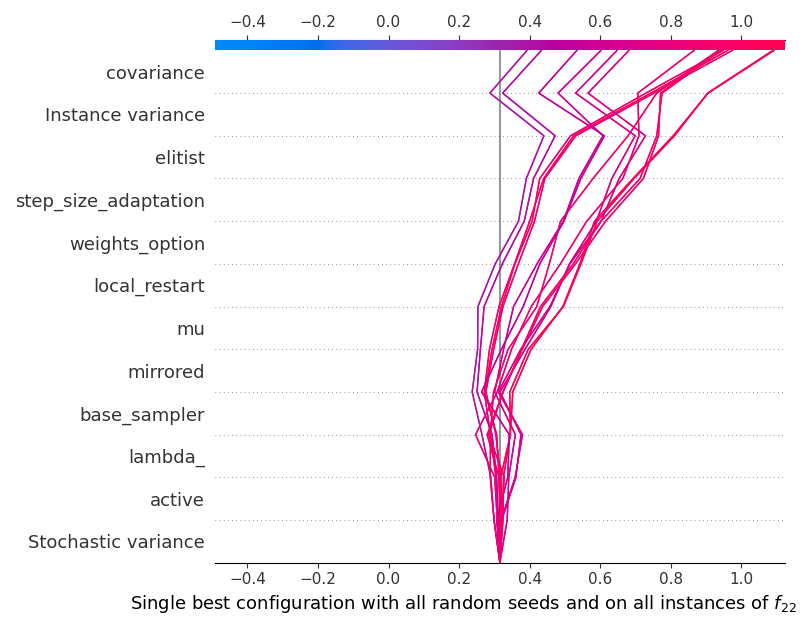 −0.4 −0.2 0.0 0.2 0.4 0.6 0.8 1.0
covariance
Instance variance
elitist
step_size_adaptation
weights_option
local_restart
mu
mirrored
base_sampler
lambda_
active
Stochastic variance
−0.4 −0.2 0.0 0.2 0.4 0.6 0.8 1.0
Single best configuration with all random seeds and on all instances of f₂₂